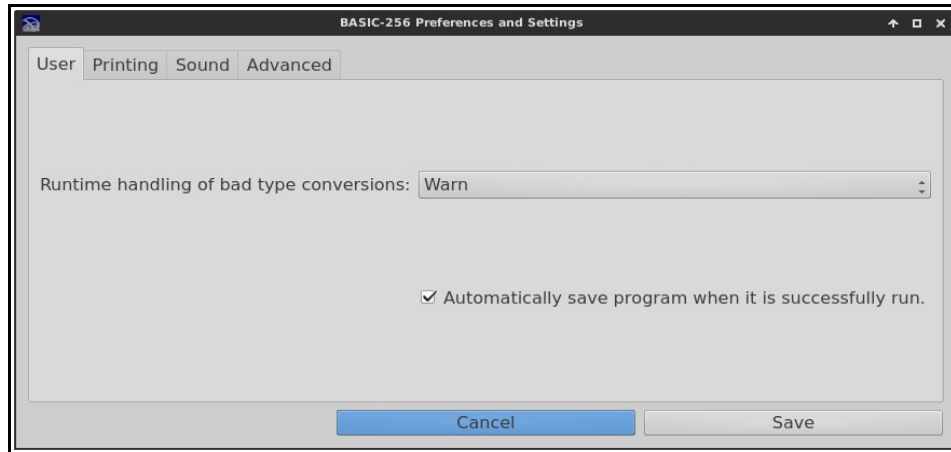 BASIC-256 Preferences and Settings
User Printing Sound Advanced
Runtime handling of bad type conversions: Warn
Automatically save program when it is successfully run.
Cancel Save